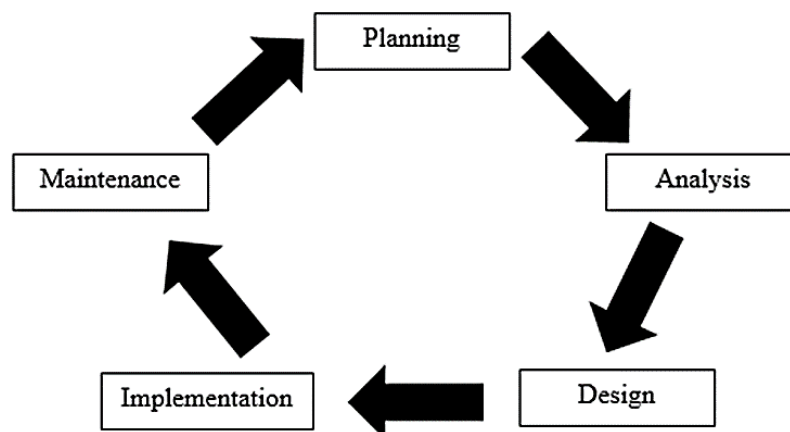 Planning
Analysis
Design
Implementation
Maintenance